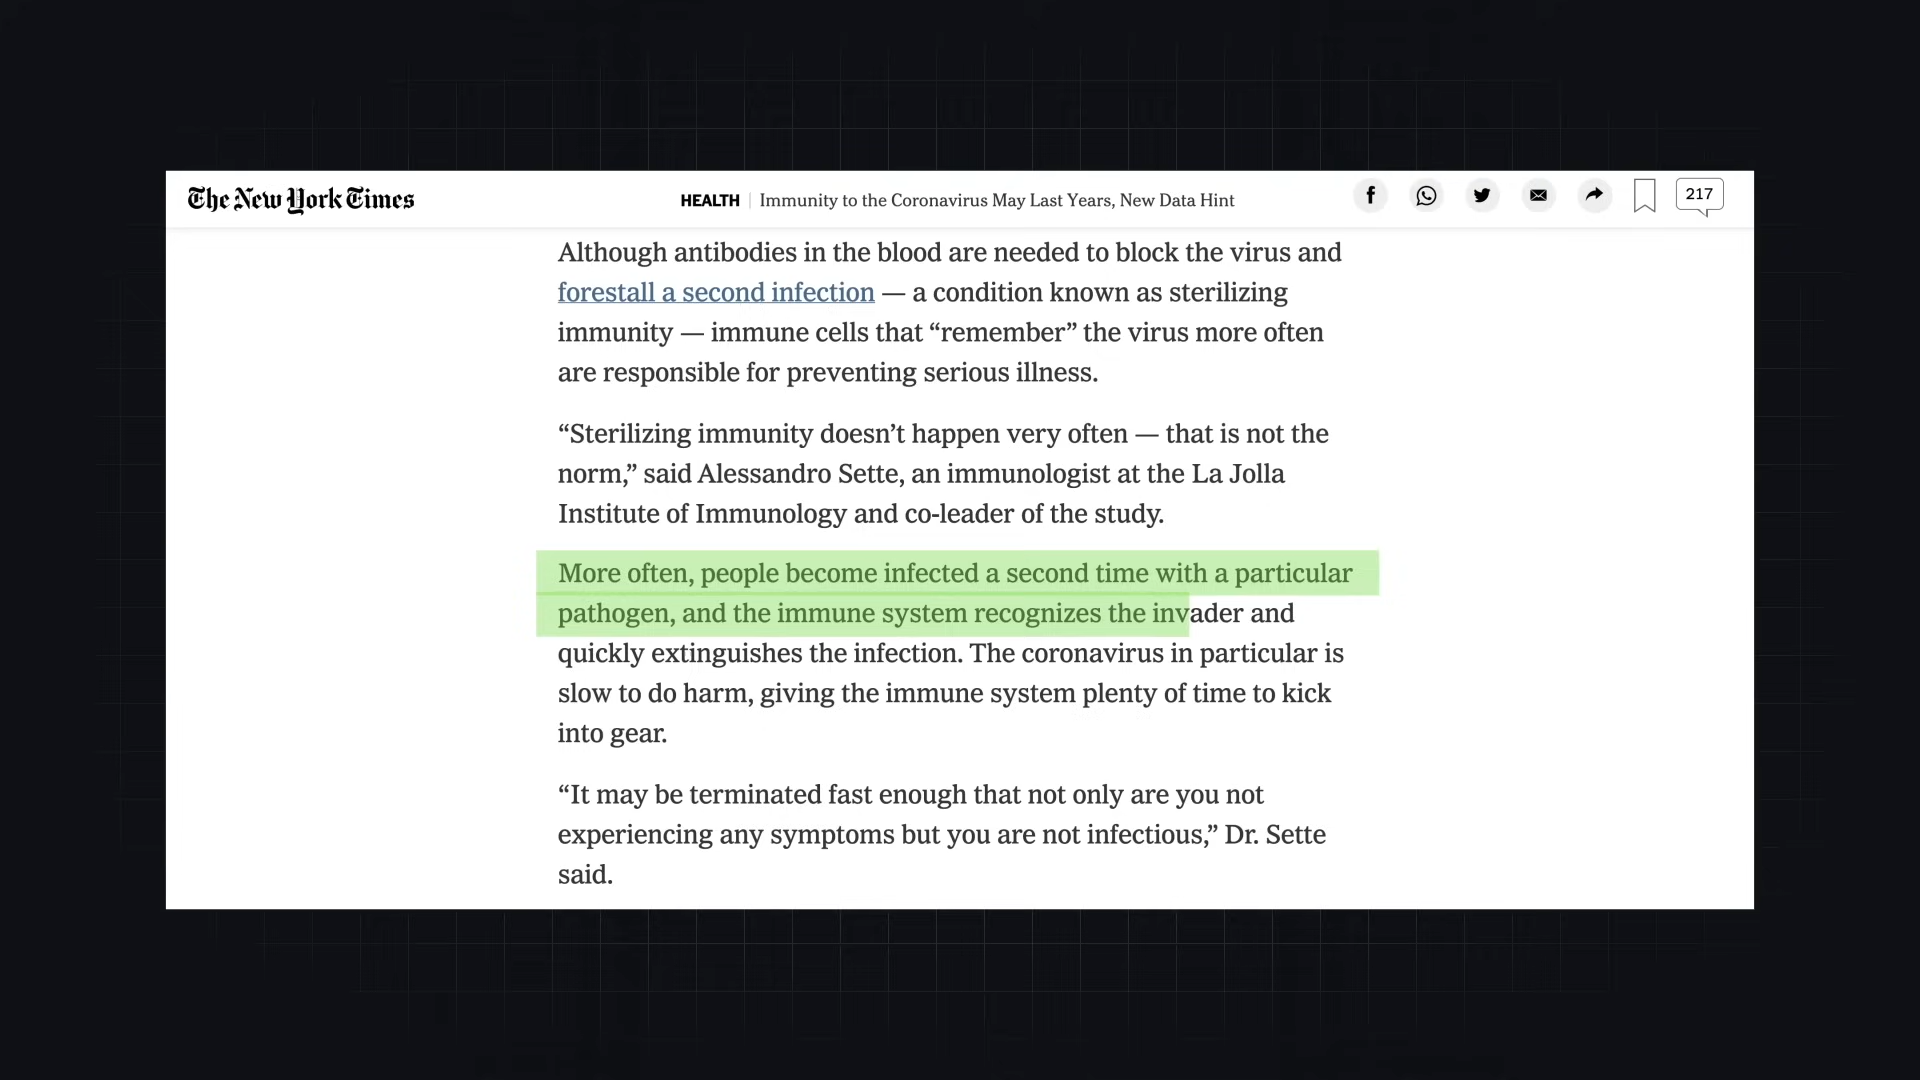 The New York Times
HEALTH | Immunity to the Coronavirus May Last Years, New Data Hint
217
Although antibodies in the blood are needed to block the virus and
forestall a second infection — a condition known as sterilizing
immunity — immune cells that “remember” the virus more often
are responsible for preventing serious illness.
“Sterilizing immunity doesn’t happen very often — that is not the
norm,” said Alessandro Sette, an immunologist at the La Jolla
Institute of Immunology and co-leader of the study.
More often, people become infected a second time with a particular
pathogen, and the immune system recognizes the invader and
quickly extinguishes the infection. The coronavirus in particular is
slow to do harm, giving the immune system plenty of time to kick
into gear.
“It may be terminated fast enough that not only are you not
experiencing any symptoms but you are not infectious,” Dr. Sette
said.